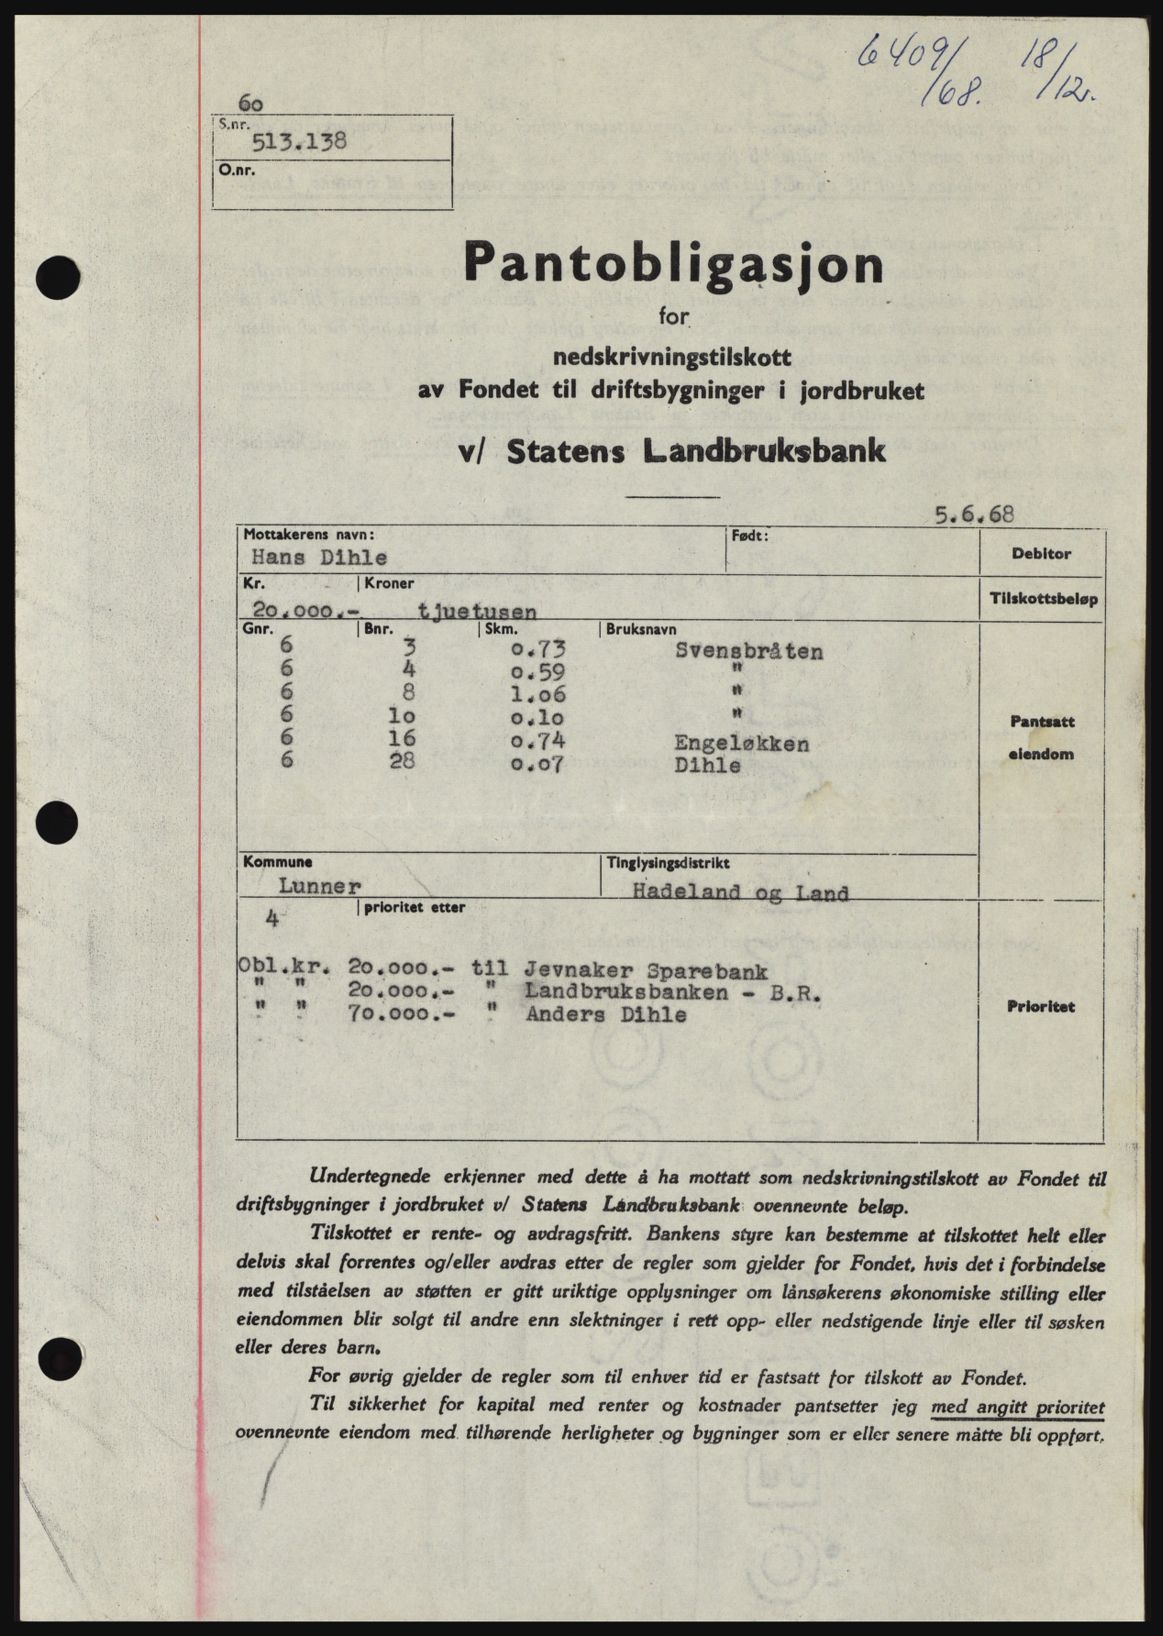 6409/68. 18/12.
60
S.nr.
513.138
O.nr.
Pantobligasjon
for
nedskrivningstilskott
av Fondet til driftsbygninger i jordbruket
v/ Statens Landbruksbank
5.6.68
Mottakerens navn: Født:
Hans Dihle Debitor
Kr. Kroner
20.000.- tjuetusen Tilskottsbeløp
Gnr. Bnr. Skm. Bruksnavn
6 3 0.73 Svensbråten
6 4 0.59 "
6 8 1.06 "
6 10 0.10 " Pantsatt
6 16 0.74 Engeløkken eiendom
6 28 0.07 Dihle
Kommune Tinglysingsdistrikt
Lunner Hadeland og Land
4 prioritet etter
Obl.kr. 20.000.- til Jevnaker Sparebank
" " 20.000.- " Landbruksbanken - B.R.
" " 70.000.- " Anders Dihle Prioritet
Undertegnede erkjenner med dette å ha mottatt som nedskrivningstilskott av Fondet til
driftsbygninger i jordbruket v/ Statens Landbruksbank ovennevnte beløp.
Tilskottet er rente- og avdragsfritt. Bankens styre kan bestemme at tilskottet helt eller
delvis skal forrentes og/eller avdras etter de regler som gjelder for Fondet, hvis det i forbindelse
med tilståelsen av støtten er gitt uriktige opplysninger om lånsøkerens økonomiske stilling eller
eiendommen blir solgt til andre enn slektninger i rett opp- eller nedstigende linje eller til søsken
eller deres barn.
For øvrig gjelder de regler som til enhver tid er fastsatt for tilskott av Fondet.
Til sikkerhet for kapital med renter og kostnader pantsetter jeg med angitt prioritet
ovennevnte eiendom med tilhørende herligheter og bygninger som er eller senere måtte bli oppført.